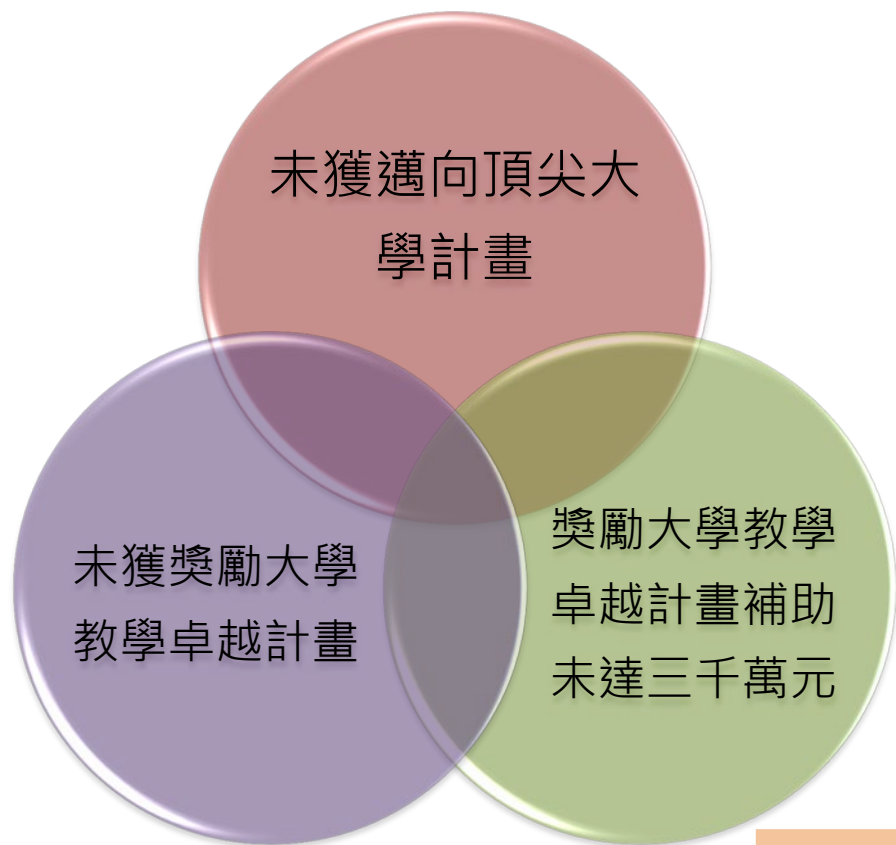 未獲邁向頂尖大
學計畫
未獲獎勵大學
教學卓越計畫
獎勵大學教學
卓越計畫補助
未達三千萬元